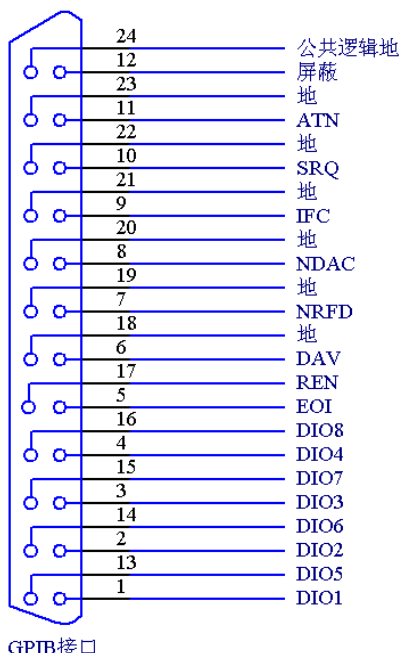 24 公共逻辑地
12 屏蔽
23 地
11 ATN
22 地
10 SRQ
21 地
9 IFC
20 地
8 NDAC
19 地
7 NRFD
18 地
6 DAV
17 REN
5 EOI
16 DIO8
4 DIO4
15 DIO7
3 DIO3
14 DIO6
2 DIO2
13 DIO5
1 DIO1
GPIB接口